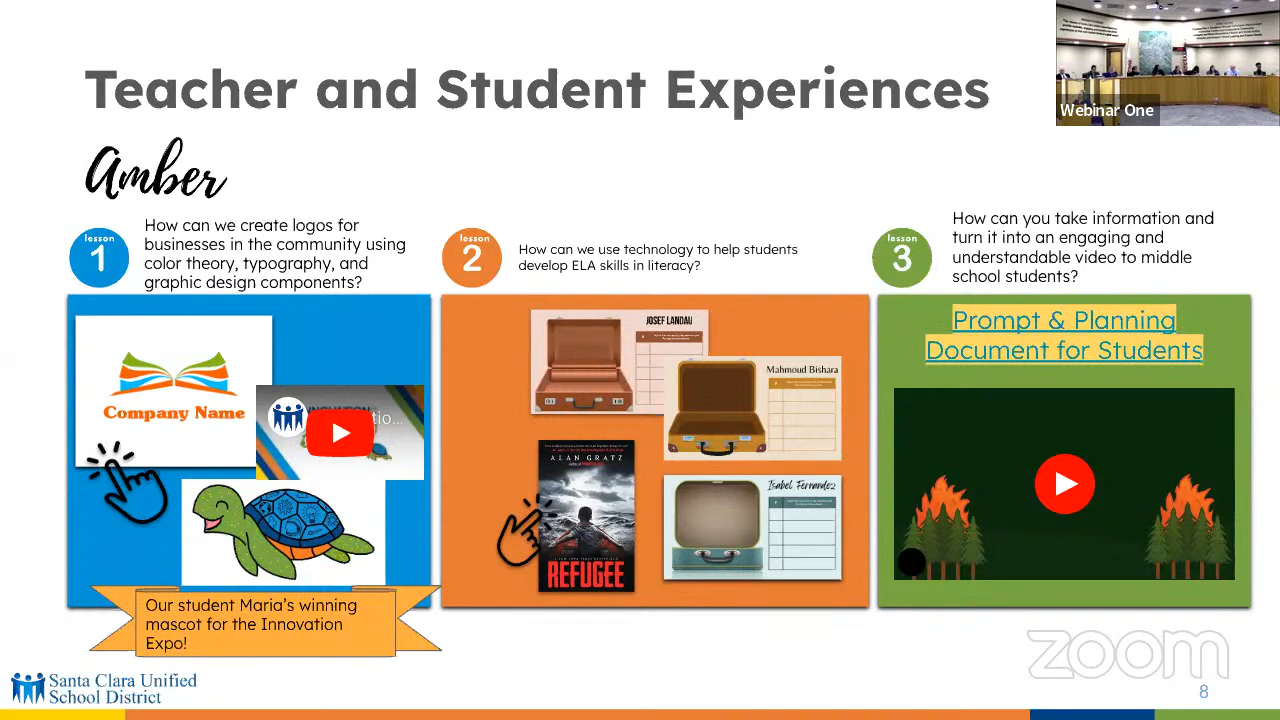 Teacher and Student Experiences
Webinar One
Amber
lesson
1
How can we create logos for
businesses in the community using
color theory, typography, and
graphic design components?
lesson
2
How can we use technology to help students
develop ELA skills in literacy?
lesson
3
How can you take information and
turn it into an engaging and
understandable video to middle
school students?
Company Name
JOSEF LANDAU
Mahmoud Bishara
Isabel Fernandez
ALAN GRATZ
REFUGEE
Prompt & Planning
Document for Students
Our student Maria's winning
mascot for the Innovation
Expo!
Santa Clara Unified
School District
zoom
8